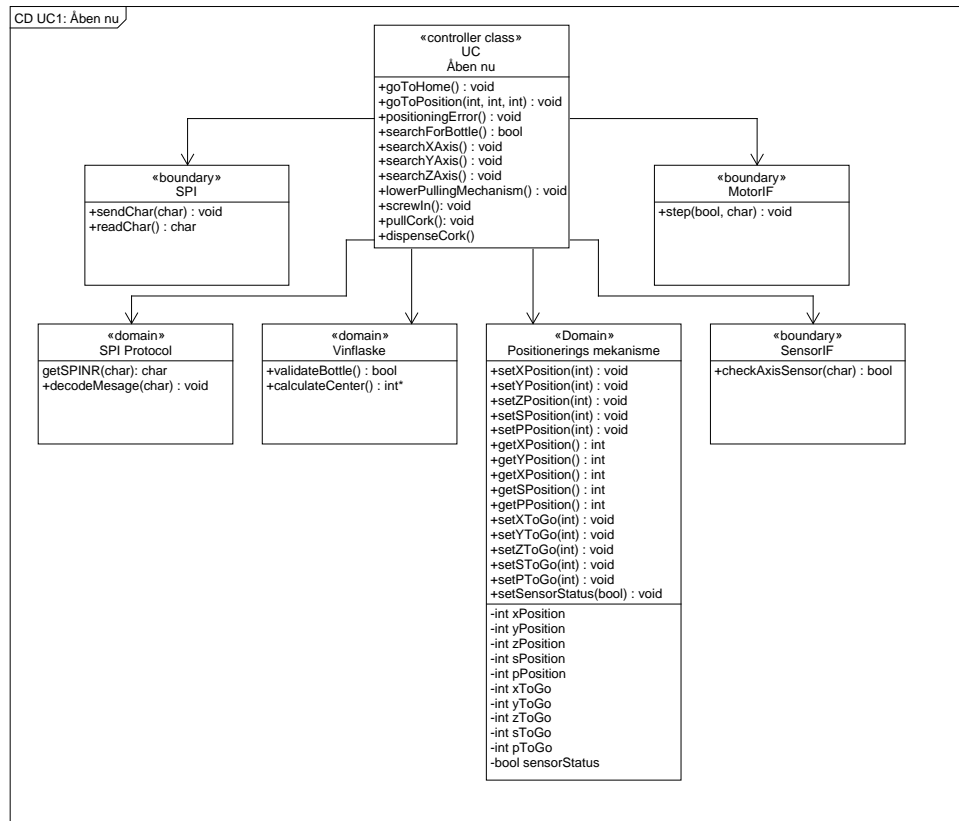 CD UC1: Åben nu
«controller class»
UC
Åben nu
+goToHome() : void
+goToPosition(int, int, int) : void
+positioningError() : void
+searchForBottle() : bool
+searchXAxis() : void
+searchYAxis() : void
+searchZAxis() : void
+lowerPullingMechanism() : void
+screwIn(): void
+pullCork(): void
+dispenseCork()
«boundary»
SPI
+sendChar(char) : void
+readChar() : char
«boundary»
MotorIF
+step(bool, char) : void
«domain»
SPI Protocol
getSPINR(char): char
+decodeMesage(char) : void
«domain»
Vinflaske
+validateBottle() : bool
+calculateCenter() : int*
«Domain»
Positionerings mekanisme
+setXPosition(int) : void
+setYPosition(int) : void
+setZPosition(int) : void
+setSPosition(int) : void
+setPPosition(int) : void
+getXPosition() : int
+getYPosition() : int
+getXPosition() : int
+getSPosition() : int
+getPPosition() : int
+setXToGo(int) : void
+setYToGo(int) : void
+setZToGo(int) : void
+setSToGo(int) : void
+setPToGo(int) : void
+setSensorStatus(bool) : void
-int xPosition
-int yPosition
-int zPosition
-int sPosition
-int pPosition
-int xToGo
-int yToGo
-int zToGo
-int sToGo
-int pToGo
-bool sensorStatus
«boundary»
SensorIF
+checkAxisSensor(char) : bool